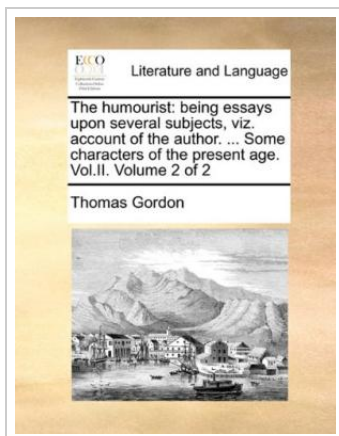 ECCO
Literature and Language
The humourist: being essays
upon several subjects, viz.
account of the author. ... Some
characters of the present age.
Vol.II. Volume 2 of 2
Thomas Gordon